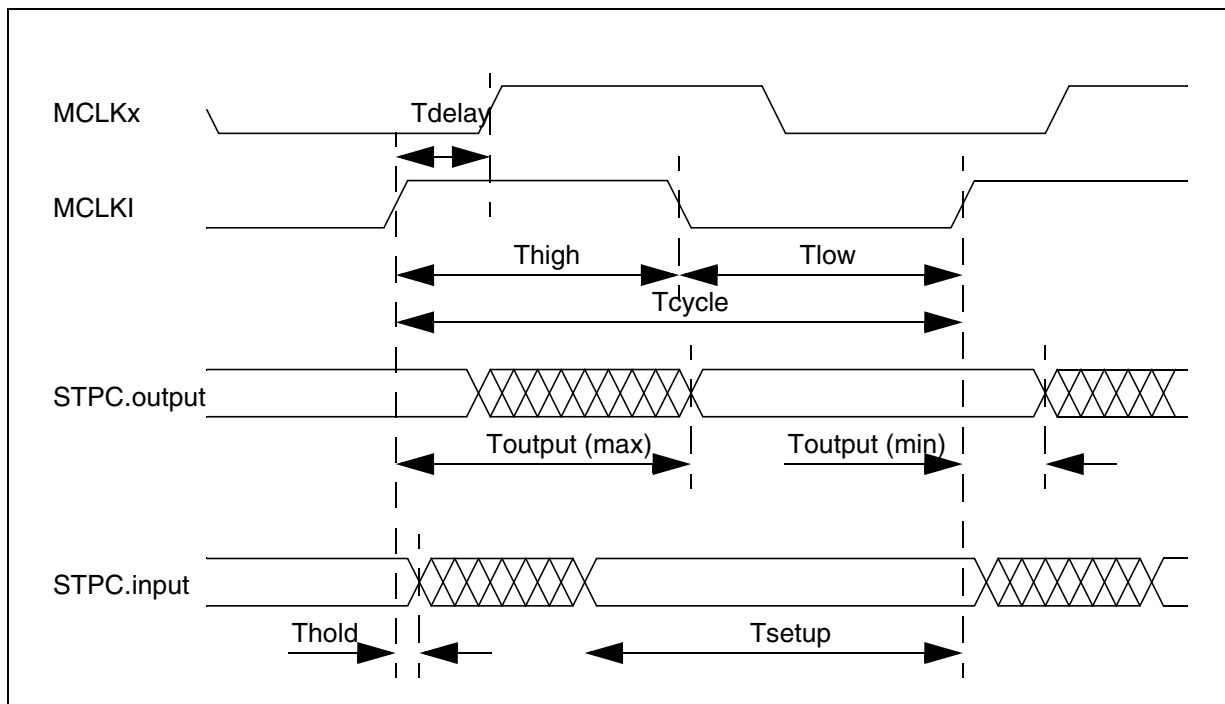 MCLKx
Tdelay
MCLKI
Thigh
Tlow
Tcycle
STPC.output
Toutput (max)
Toutput (min)
STPC.input
Thold
Tsetup